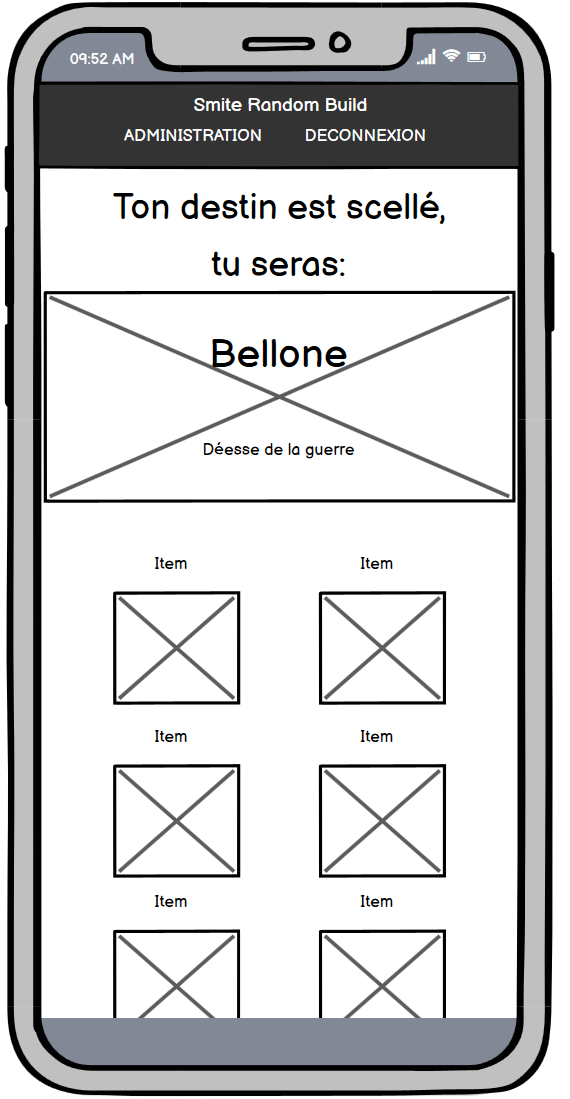 09:52 AM
Smite Random Build
ADMINISTRATION DECONNEXION
Ton destin est scellé,
tu seras:
Bellone
Déesse de la guerre
Item Item
Item Item
Item Item